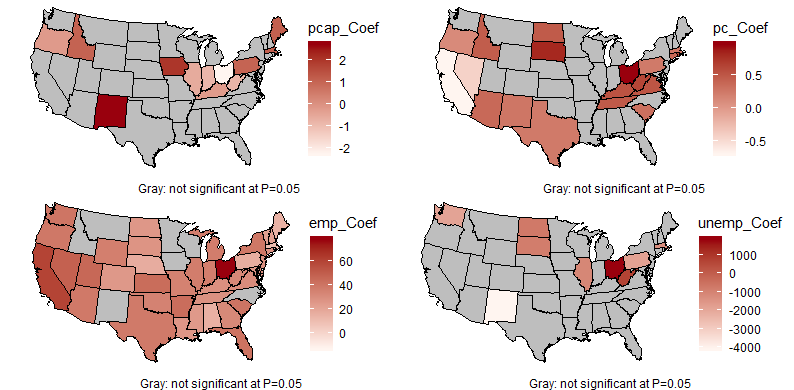 pcap_Coef
2
1
0
-1
-2
Gray: not significant at P=0.05
pc_Coef
0.5
0.0
-0.5
Gray: not significant at P=0.05
emp_Coef
60
40
20
0
Gray: not significant at P=0.05
unemp_Coef
1000
0
-1000
-2000
-3000
-4000
Gray: not significant at P=0.05